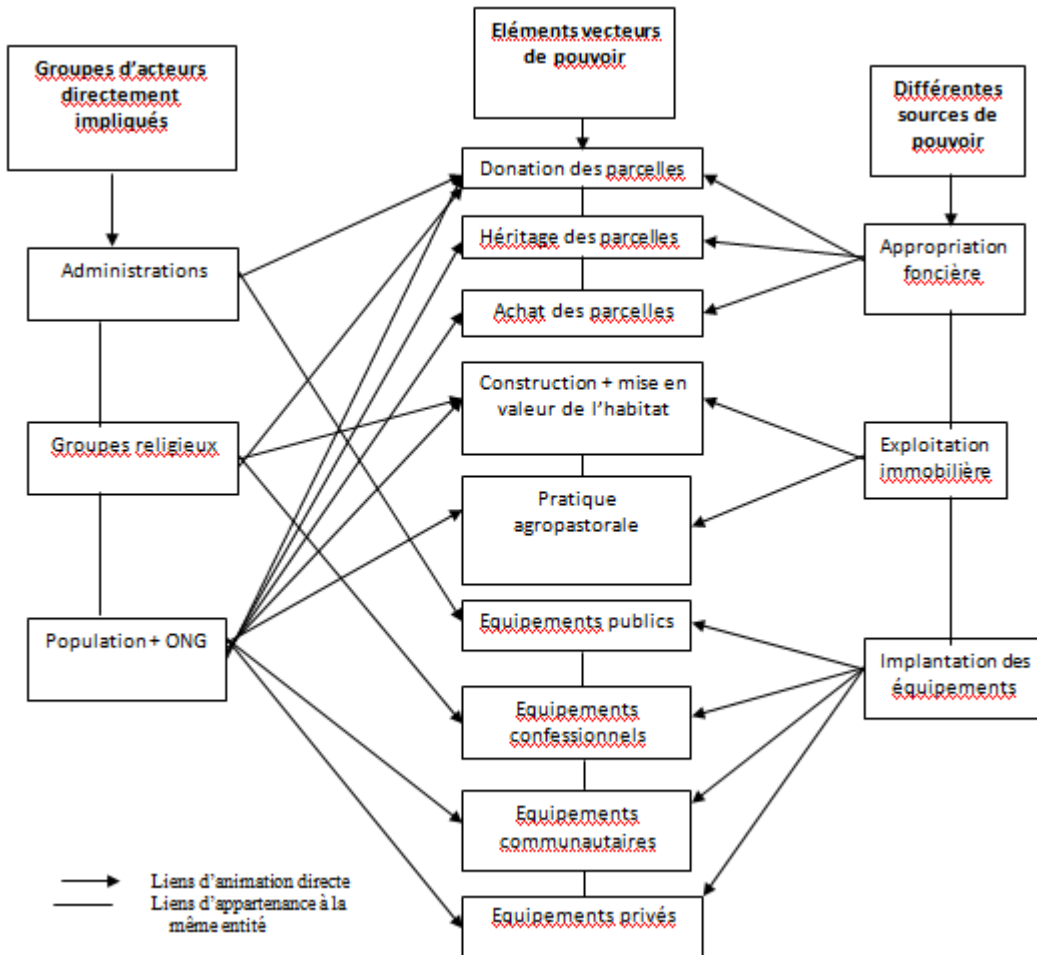 Groupes d'acteurs
directement
impliqués
Administrations
Groupes religieux
Population + ONG
Eléments vecteurs
de pouvoir
Donation des parcelles
Héritage des parcelles
Achat des parcelles
Construction + mise en
valeur de l'habitat
Pratique
agropastorale
Equipements publics
Equipements
confessionnels
Equipements
communautaires
Equipements privés
Différentes
sources de
pouvoir
Appropriation
foncière
Exploitation
immobilière
Implantation des
équipements
Liens d'animation directe
Liens d'appartenance à la
même entité